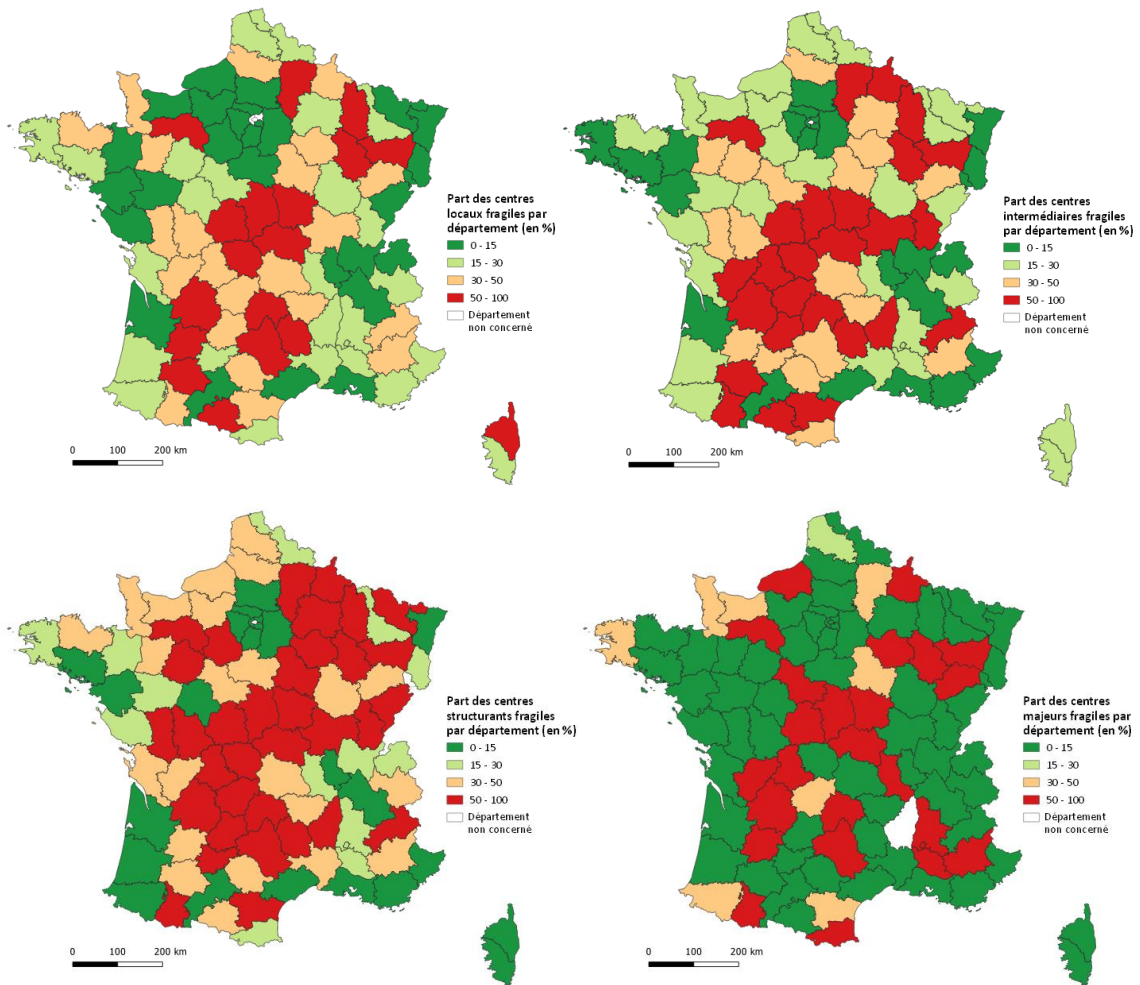 Part des centres
locaux fragiles par
département (en %)
0 - 15
15 - 30
30 - 50
50 - 100
Département
non concerné
0 100 200 km
Part des centres
intermédiaires fragiles
par département (en %)
0 - 15
15 - 30
30 - 50
50 - 100
Département
non concerné
0 100 200 km
Part des centres
structurants fragiles
par département (en %)
0 - 15
15 - 30
30 - 50
50 - 100
Département
non concerné
0 100 200 km
Part des centres
majeurs fragiles par
département (en %)
0 - 15
15 - 30
30 - 50
50 - 100
Département
non concerné
0 100 200 km